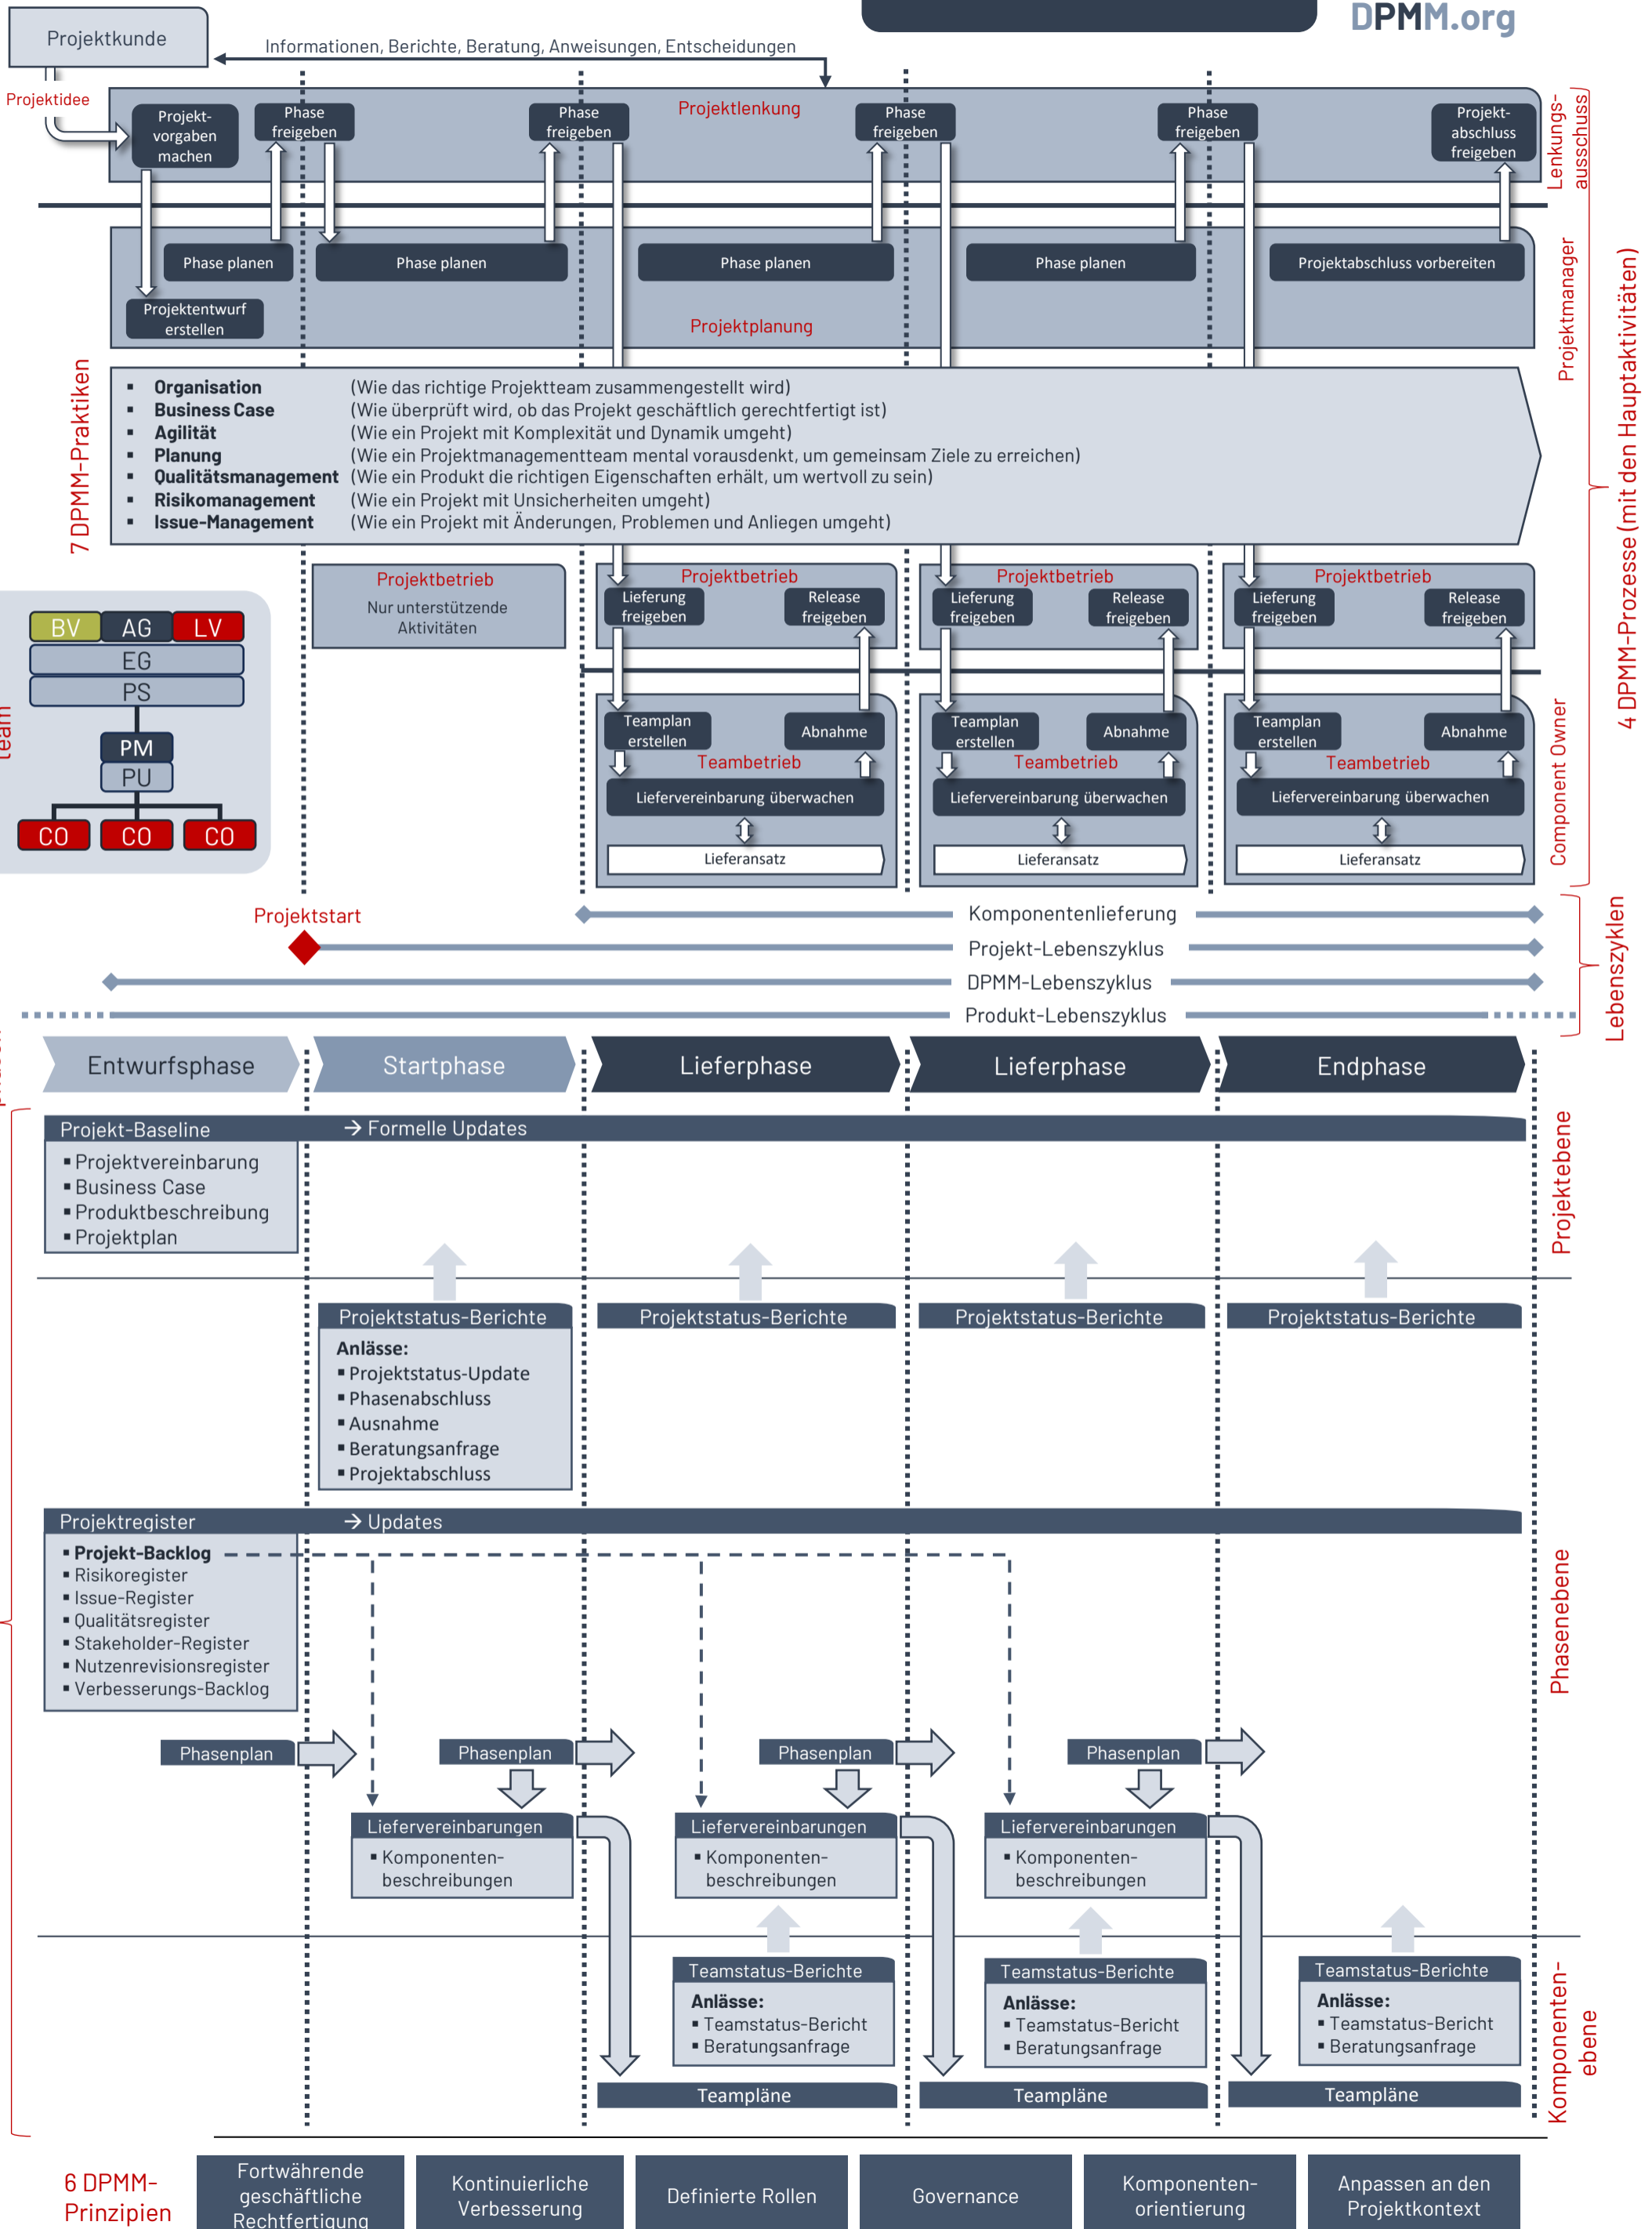 Projektkunde
DPMM.org
Informationen, Berichte, Beratung, Anweisungen, Entscheidungen
Projektidee
Projekt-
vorgaben
machen
Phase
freigeben
Phase
freigeben
Projektlenkung
Phase
freigeben
Phase
freigeben
Projekt-
abschluss
freigeben
Lenkungs-
ausschuss
Phase planen
Phase planen
Phase planen
Phase planen
Projektabschluss vorbereiten
Projektentwurf
erstellen
Projektplanung
Projektmanager
4 DPMM-Prozesse (mit den Hauptaktivitäten)
7 DPMM-Praktiken
▪ Organisation (Wie das richtige Projektteam zusammengestellt wird)
▪ Business Case (Wie überprüft wird, ob das Projekt geschäftlich gerechtfertigt ist)
▪ Agilität (Wie ein Projekt mit Komplexität und Dynamik umgeht)
▪ Planung (Wie ein Projektmanagementteam mental vorausdenkt, um gemeinsam Ziele zu erreichen)
▪ Qualitätsmanagement (Wie ein Produkt die richtigen Eigenschaften erhält, um wertvoll zu sein)
▪ Risikomanagement (Wie ein Projekt mit Unsicherheiten umgeht)
▪ Issue-Management (Wie ein Projekt mit Änderungen, Problemen und Anliegen umgeht)
Projektbetrieb
Nur unterstützende
Aktivitäten
Projektbetrieb
Lieferung
freigeben
Release
freigeben
Projektbetrieb
Lieferung
freigeben
Release
freigeben
Projektbetrieb
Lieferung
freigeben
Release
freigeben
BV AG LV
EG
PS
PM
PU
CO CO CO
team
Teamplan
erstellen
Abnahme
Teambetrieb
Liefervereinbarung überwachen
Lieferansatz
Teamplan
erstellen
Abnahme
Teambetrieb
Liefervereinbarung überwachen
Lieferansatz
Teamplan
erstellen
Abnahme
Teambetrieb
Liefervereinbarung überwachen
Lieferansatz
Component Owner
Projektstart
Komponentenlieferung
Projekt-Lebenszyklus
DPMM-Lebenszyklus
Produkt-Lebenszyklus
Lebenszyklen
Entwurfsphase
Startphase
Lieferphase
Lieferphase
Endphase
Projekt-Baseline → Formelle Updates
▪ Projektvereinbarung
▪ Business Case
▪ Produktbeschreibung
▪ Projektplan
Projektebene
Projektstatus-Berichte
Anlässe:
▪ Projektstatus-Update
▪ Phasenabschluss
▪ Ausnahme
▪ Beratungsanfrage
▪ Projektabschluss
Projektstatus-Berichte
Projektstatus-Berichte
Projektstatus-Berichte
Projektregister → Updates
▪ Projekt-Backlog
▪ Risikoregister
▪ Issue-Register
▪ Qualitätsregister
▪ Stakeholder-Register
▪ Nutzenrevisionsregister
▪ Verbesserungs-Backlog
Phasenebene
Phasenplan
Phasenplan
Phasenplan
Phasenplan
Liefervereinbarungen
▪ Komponenten-
beschreibungen
Liefervereinbarungen
▪ Komponenten-
beschreibungen
Liefervereinbarungen
▪ Komponenten-
beschreibungen
Teamstatus-Berichte
Anlässe:
▪ Teamstatus-Bericht
▪ Beratungsanfrage
Teamstatus-Berichte
Anlässe:
▪ Teamstatus-Bericht
▪ Beratungsanfrage
Teamstatus-Berichte
Anlässe:
▪ Teamstatus-Bericht
▪ Beratungsanfrage
Teampläne
Teampläne
Teampläne
Komponenten-
ebene
6 DPMM-
Prinzipien
Fortwährende
geschäftliche
Rechtfertigung
Kontinuierliche
Verbesserung
Definierte Rollen
Governance
Komponenten-
orientierung
Anpassen an den
Projektkontext